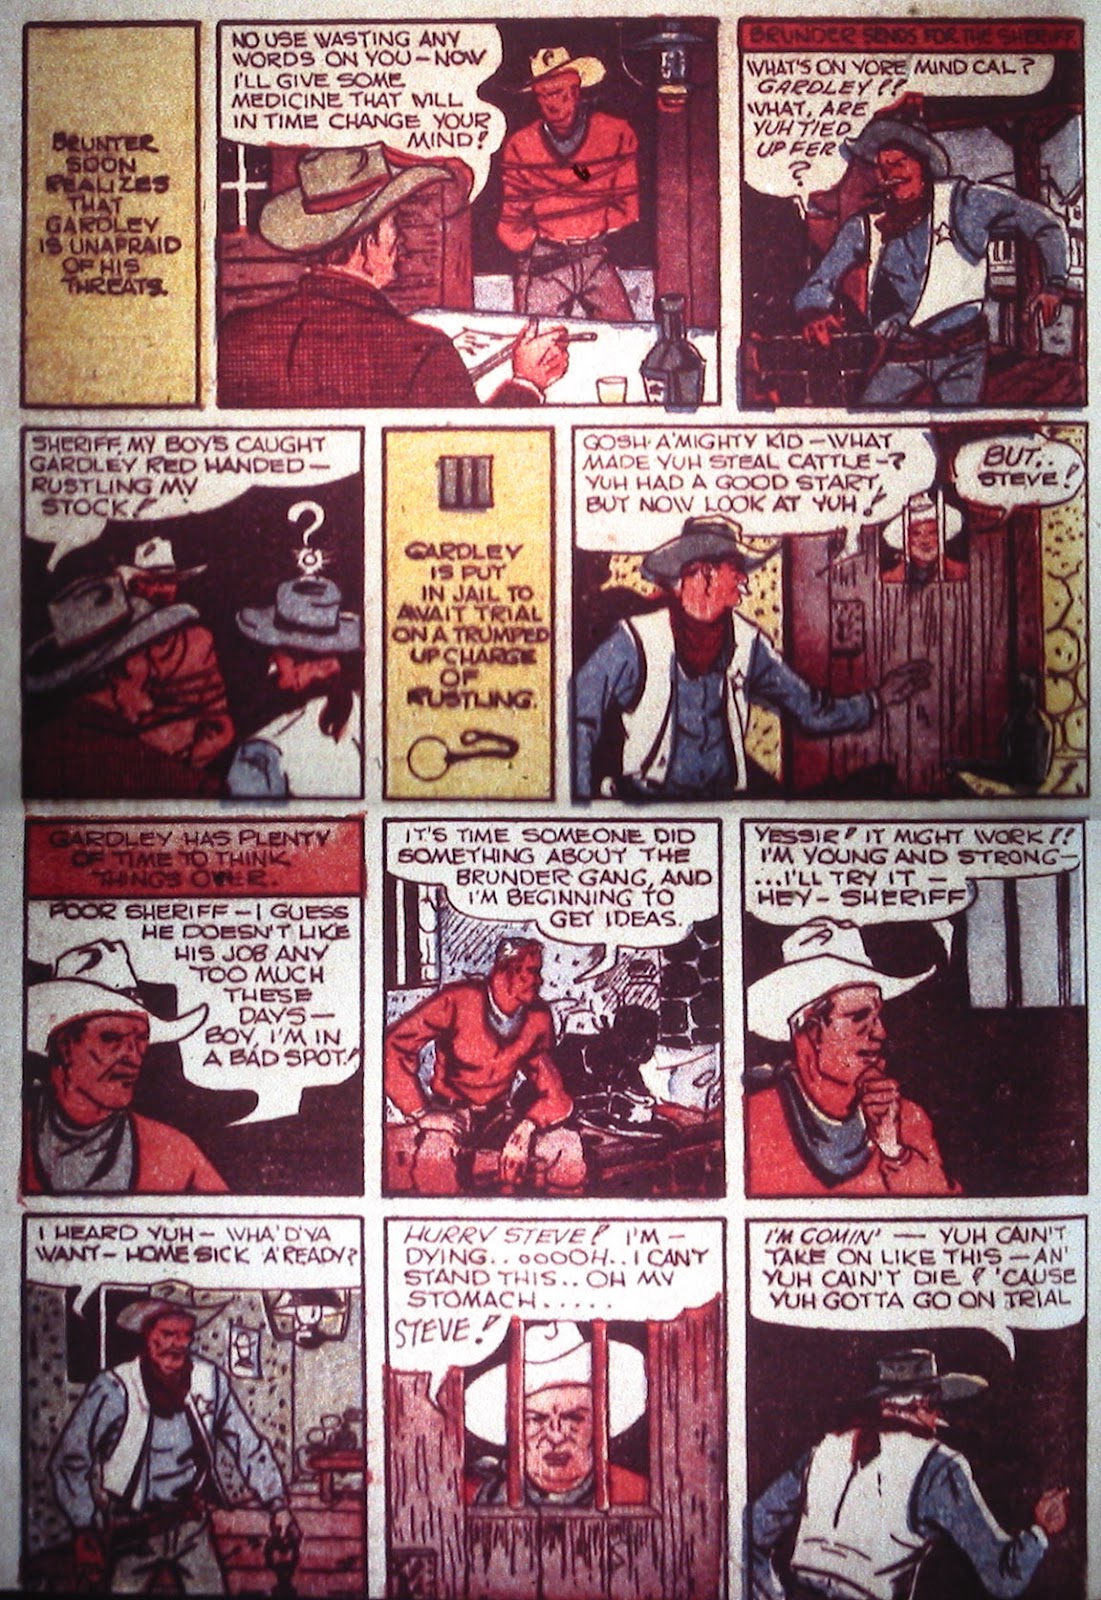 BRUNTER
SOON
REALIZES
THAT
GARDLEY
IS UNAFRAID
OF HIS
THREATS.
NO USE WASTING ANY
WORDS ON YOU - NOW
I'LL GIVE SOME
MEDICINE THAT WILL
IN TIME CHANGE YOUR
MIND!
BRUNDER SENDS FOR THE SHERIFF.
WHAT'S ON YORE MIND CAL?
GARDLEY!!
WHAT, ARE
YUH TIED
UP FER
?
SHERIFF, MY BOY'S CAUGHT
GARDLEY RED HANDED -
RUSTLING MY
STOCK!
?
GARDLEY
IS PUT
IN JAIL TO
AWAIT TRIAL
ON A TRUMPED
UP CHARGE
OF
RUSTLING.
GOSH A'MIGHTY KID - WHAT
MADE YUH STEAL CATTLE -?
YUH HAD A GOOD START,
BUT NOW LOOK AT YUH!
BUT..
STEVE!
GARDLEY HAS PLENTY
OF TIME TO THINK
THINGS OVER.
POOR SHERIFF - I GUESS
HE DOESN'T LIKE
HIS JOB ANY
TOO MUCH
THESE
DAYS -
BOY, I'M IN
A BAD SPOT!
IT'S TIME SOMEONE DID
SOMETHING ABOUT THE
BRUNDER GANG, AND
I'M BEGINNING TO
GET IDEAS.
YESSIR! IT MIGHT WORK!!
I'M YOUNG AND STRONG -
...I'LL TRY IT -
HEY - SHERIFF
I HEARD YUH - WHA'D'YA
WANT - HOMESICK A'READY?
HURRY STEVE! I'M -
DYING.. OOOOH.. I CAN'T
STAND THIS.. OH MY
STOMACH.....
STEVE!
I'M COMIN' - YUH CAIN'T
TAKE ON LIKE THIS - AN'
YUH CAIN'T DIE! 'CAUSE
YUH GOTTA GO ON TRIAL